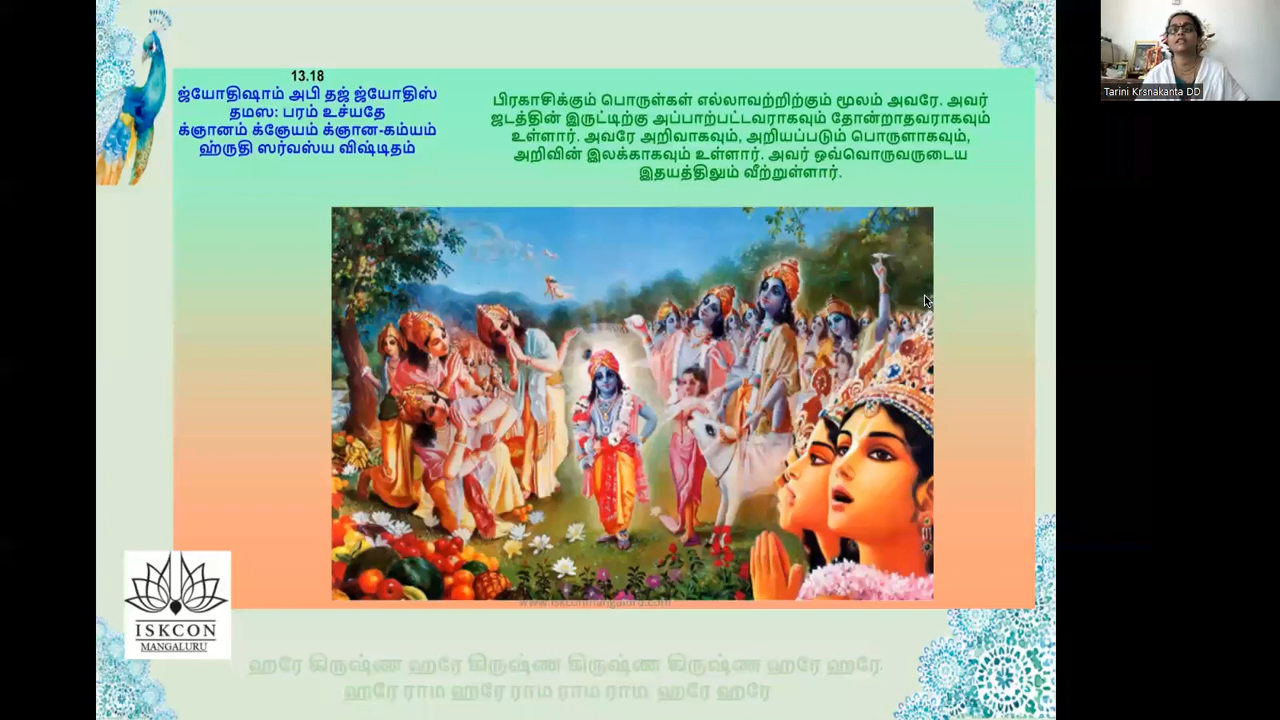 13.18
ஜ்யோதிஷாம் அபி தஜ் ஜ்யோதிஸ்
தமஸ: பரம் உச்யதே
க்ஞானம் க்ஞேயம் க்ஞான-கம்யம்
ஹ்ருதி ஸர்வஸ்ய விஷ்டிதம்
பிரகாசிக்கும் பொருள்கள் எல்லாவற்றிற்கும் மூலம் அவரே. அவர்
ஜடத்தின் இருட்டிற்கு அப்பாற்பட்டவராகவும் தோன்றாதவராகவும்
உள்ளார். அவரே அறிவாகவும், அறியப்படும் பொருளாகவும்,
அறிவின் இலக்காகவும் உள்ளார். அவர் ஒவ்வொருவருடைய
இதயத்திலும் வீற்றுள்ளார்.
Tarini Krsnakanta DD
www.iskconmangaluru.com
ISKCON
MANGALURU
ஹரே கிருஷ்ண ஹரே கிருஷ்ண கிருஷ்ண கிருஷ்ண ஹரே ஹரே
ஹரே ராம ஹரே ராம ராம ராம ஹரே ஹரே